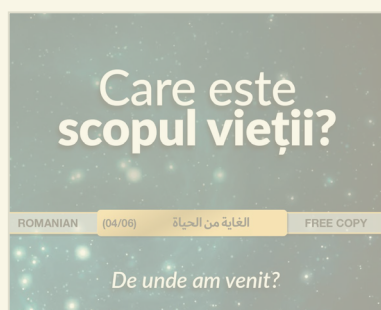 Care este
scopul vieții?
ROMANIAN (04/06) الغاية من الحياة FREE COPY
De unde am venit?